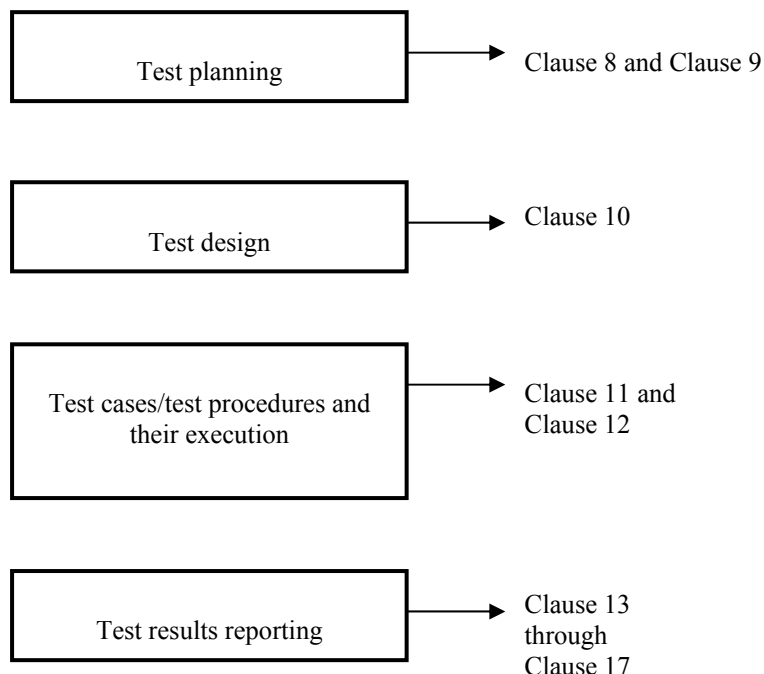 Test planning
Clause 8 and Clause 9
Test design
Clause 10
Test cases/test procedures and
their execution
Clause 11 and
Clause 12
Test results reporting
Clause 13
through
Clause 17